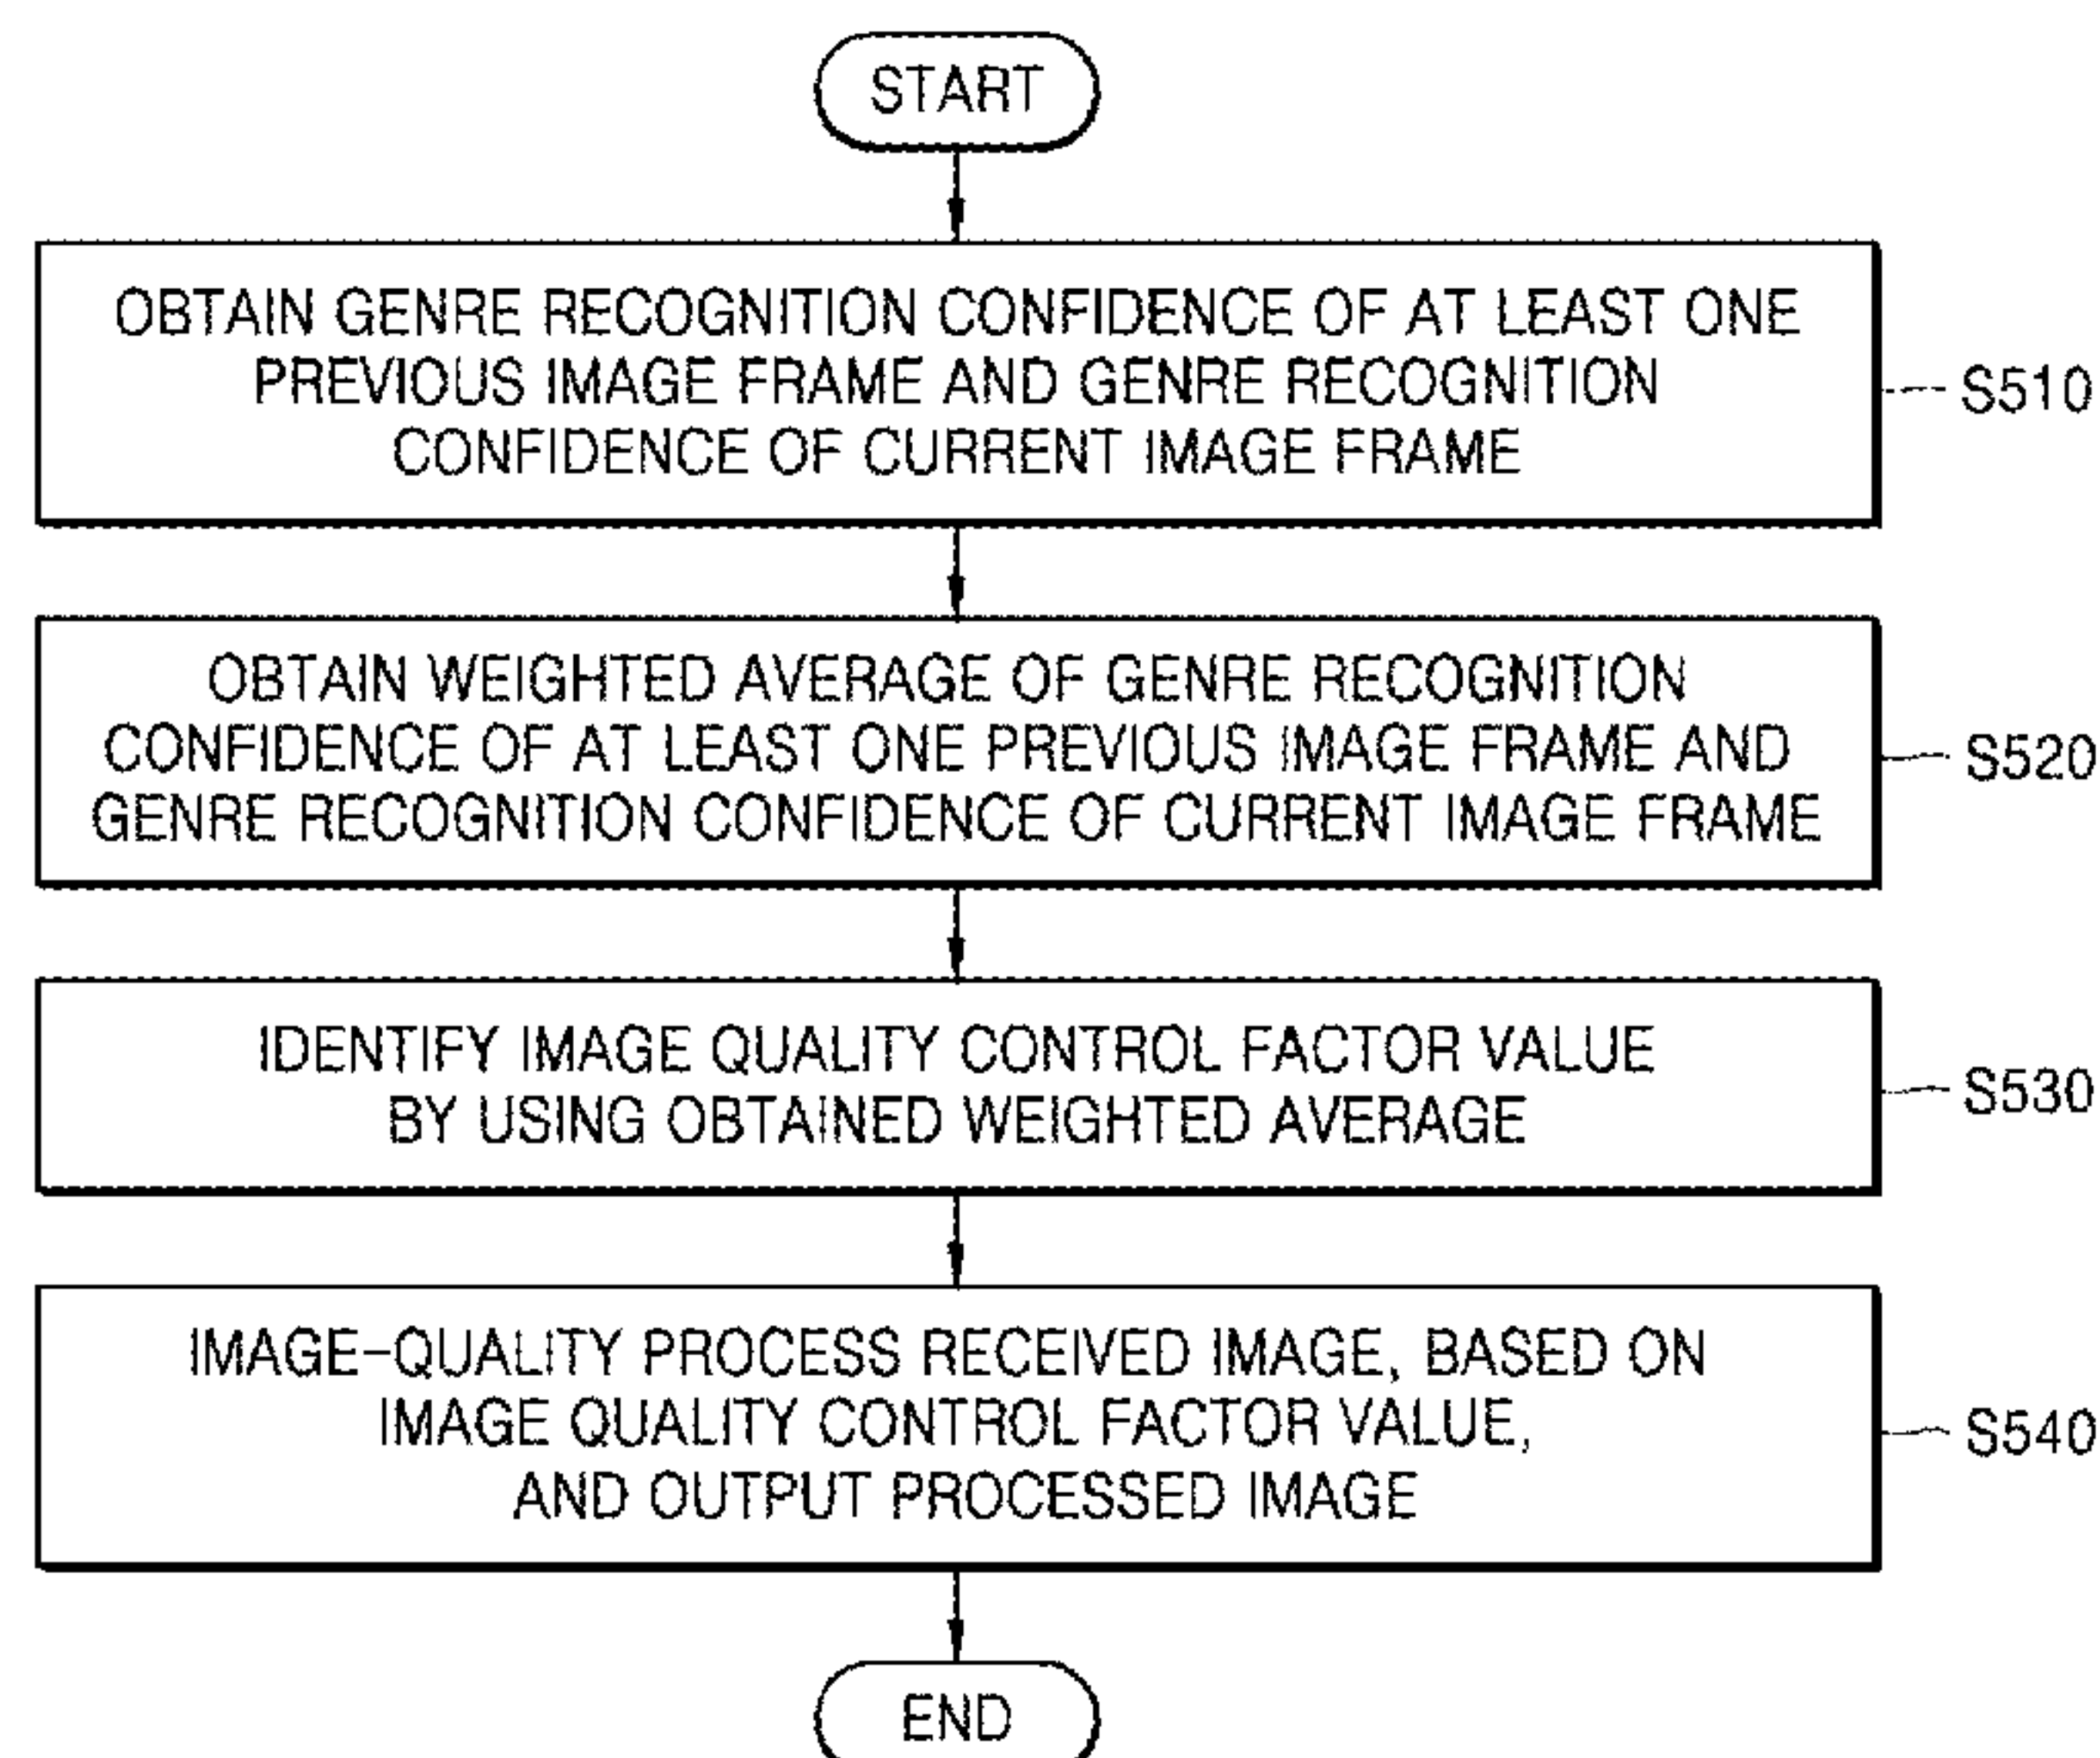 START
OBTAIN GENRE RECOGNITION CONFIDENCE OF AT LEAST ONE
PREVIOUS IMAGE FRAME AND GENRE RECOGNITION
CONFIDENCE OF CURRENT IMAGE FRAME
S510
OBTAIN WEIGHTED AVERAGE OF GENRE RECOGNITION
CONFIDENCE OF AT LEAST ONE PREVIOUS IMAGE FRAME AND
GENRE RECOGNITION CONFIDENCE OF CURRENT IMAGE FRAME
S520
IDENTIFY IMAGE QUALITY CONTROL FACTOR VALUE
BY USING OBTAINED WEIGHTED AVERAGE
S530
IMAGE-QUALITY PROCESS RECEIVED IMAGE, BASED ON
IMAGE QUALITY CONTROL FACTOR VALUE,
AND OUTPUT PROCESSED IMAGE
S540
END